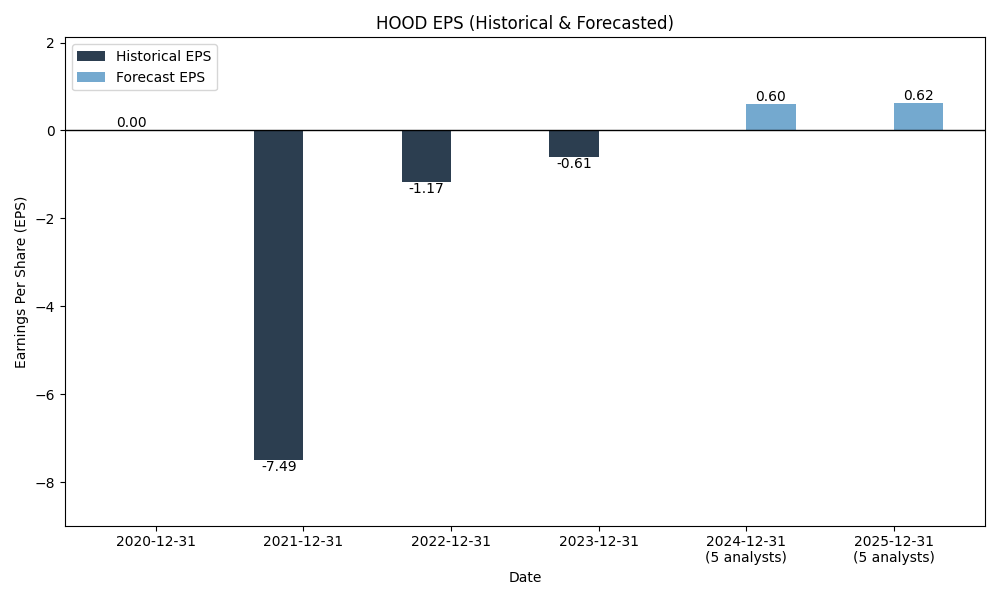 HOOD EPS (Historical & Forecasted)
Historical EPS
Forecast EPS
Earnings Per Share (EPS)
2
0
−2
−4
−6
−8
0.00
-7.49
-1.17
-0.61
0.60
0.62
2020-12-31
2021-12-31
2022-12-31
2023-12-31
2024-12-31
(5 analysts)
2025-12-31
(5 analysts)
Date